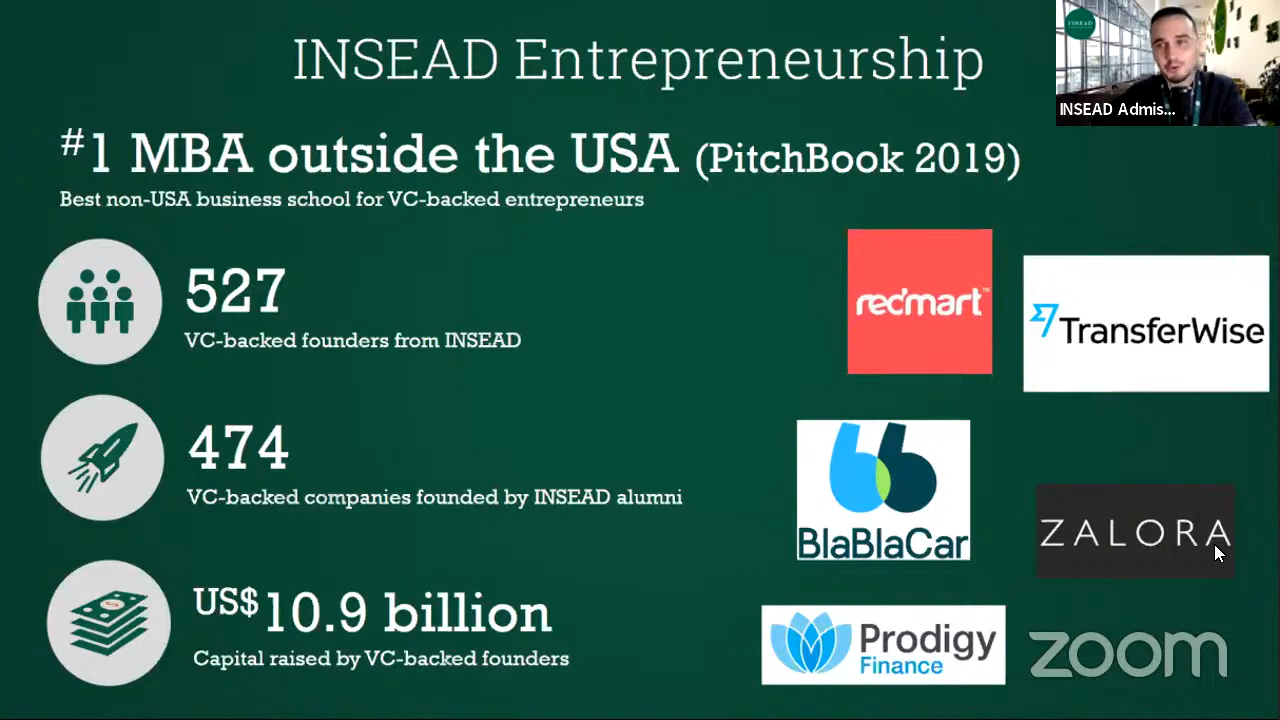 INSEAD Entrepreneurship
INSEAD
INSEAD Admis...
#1 MBA outside the USA (PitchBook 2019)
Best non-USA business school for VC-backed entrepreneurs
527
VC-backed founders from INSEAD
redmart™
TransferWise
474
VC-backed companies founded by INSEAD alumni
BlaBlaCar
ZALORA
US$10.9 billion
Capital raised by VC-backed founders
Prodigy
Finance
zoom